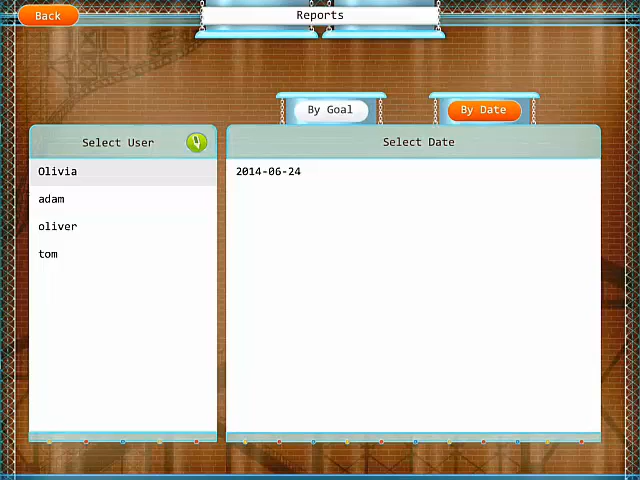 Back
Reports
By Goal
By Date
Select User
Select Date
Olivia
2014-06-24
adam
oliver
tom